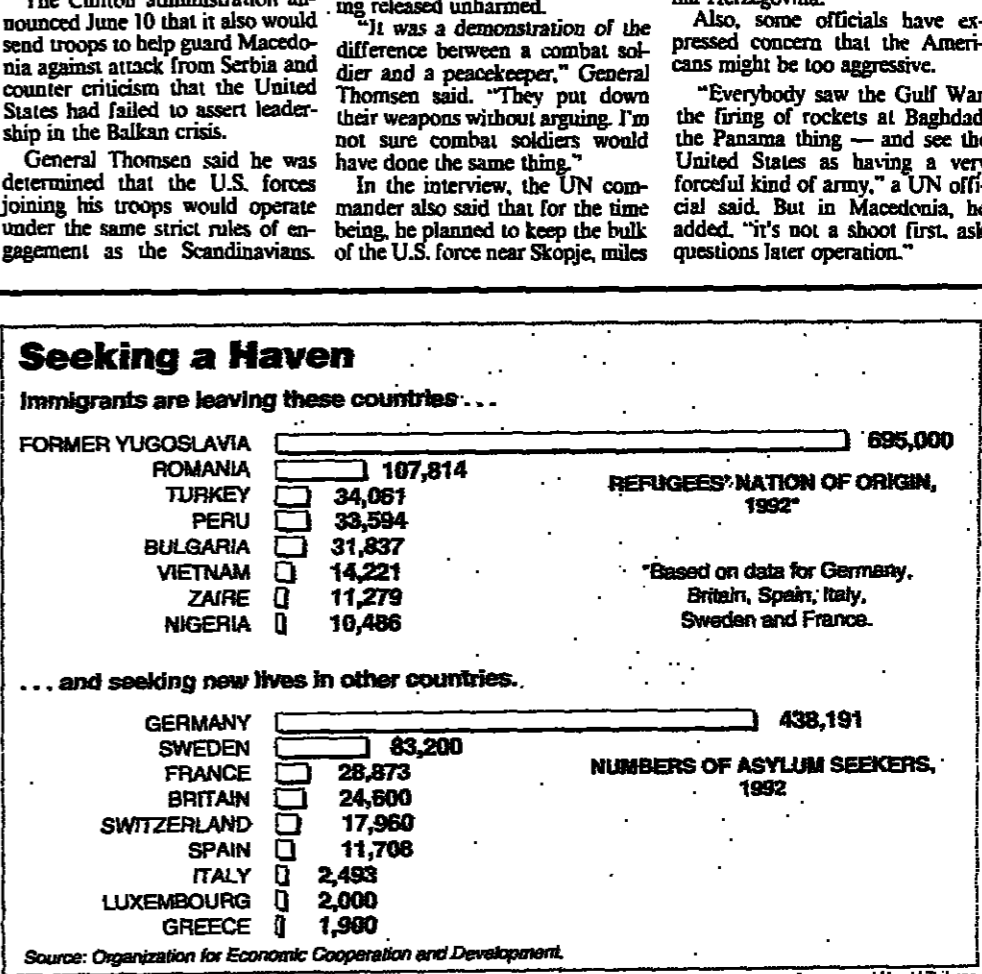 The Clinton administration an-
nounced June 10 that it also would
send troops to help guard Macedo-
nia against attack from Serbia and
counter criticism that the United
States had failed to assert leader-
ship in the Balkan crisis.
General Thomsen said he was
determined that the U.S. forces
joining his troops would operate
under the same strict rules of en-
gagement as the Scandinavians.
ing released unharmed.
"It was a demonstration of the
difference between a combat sol-
dier and a peacekeeper," General
Thomsen said. "They put down
their weapons without arguing. I'm
not sure combat soldiers would
have done the same thing."
In the interview, the UN com-
mander also said that for the time
being, he planned to keep the bulk
of the U.S. force near Skopje, miles
Also, some officials have ex-
pressed concern that the Ameri-
cans might be too aggressive.
"Everybody saw the Gulf War
the firing of rockets at Baghdad
the Panama thing — and see the
United States as having a very
forceful kind of army," a UN offi-
cial said. But in Macedonia, he
added, "it's not a shoot first, ask
questions later operation."
Seeking a Haven
Immigrants are leaving these countries ...
FORMER YUGOSLAVIA 695,000
ROMANIA 107,814
TURKEY 34,061
PERU 33,594
BULGARIA 31,837
VIETNAM 14,221
ZAIRE 11,279
NIGERIA 10,486
REFUGEES' NATION OF ORIGIN,
1992*
*Based on data for Germany,
Britain, Spain, Italy,
Sweden and France.
... and seeking new lives in other countries.
GERMANY 438,191
SWEDEN 83,200
FRANCE 28,873
BRITAIN 24,600
SWITZERLAND 17,960
SPAIN 11,708
ITALY 2,493
LUXEMBOURG 2,000
GREECE 1,900
NUMBERS OF ASYLUM SEEKERS,
1992
Source: Organization for Economic Cooperation and Development.